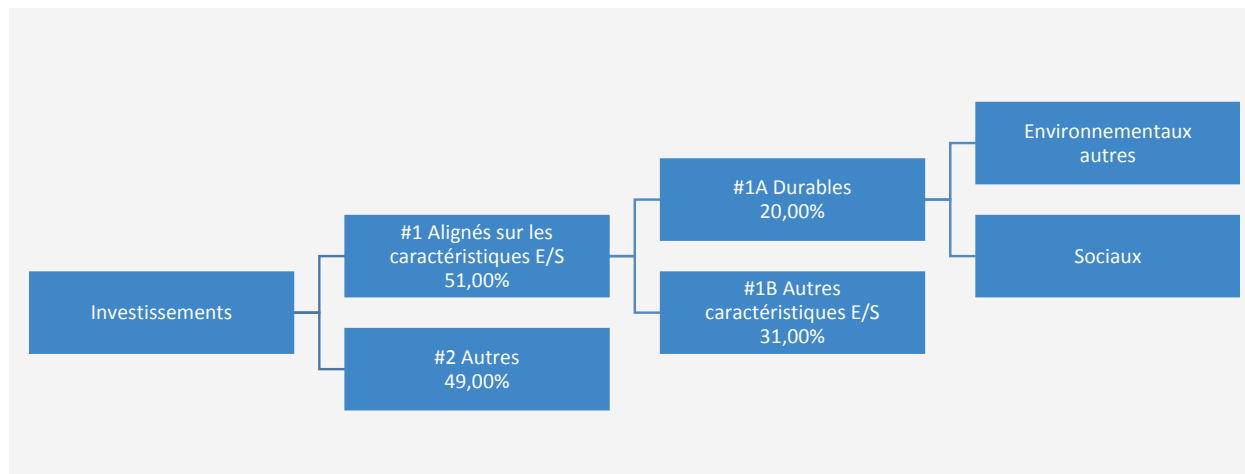 Investissements
#1 Alignés sur les
caractéristiques E/S
51,00%
#2 Autres
49,00%
#1A Durables
20,00%
#1B Autres
caractéristiques E/S
31,00%
Environnementaux
autres
Sociaux